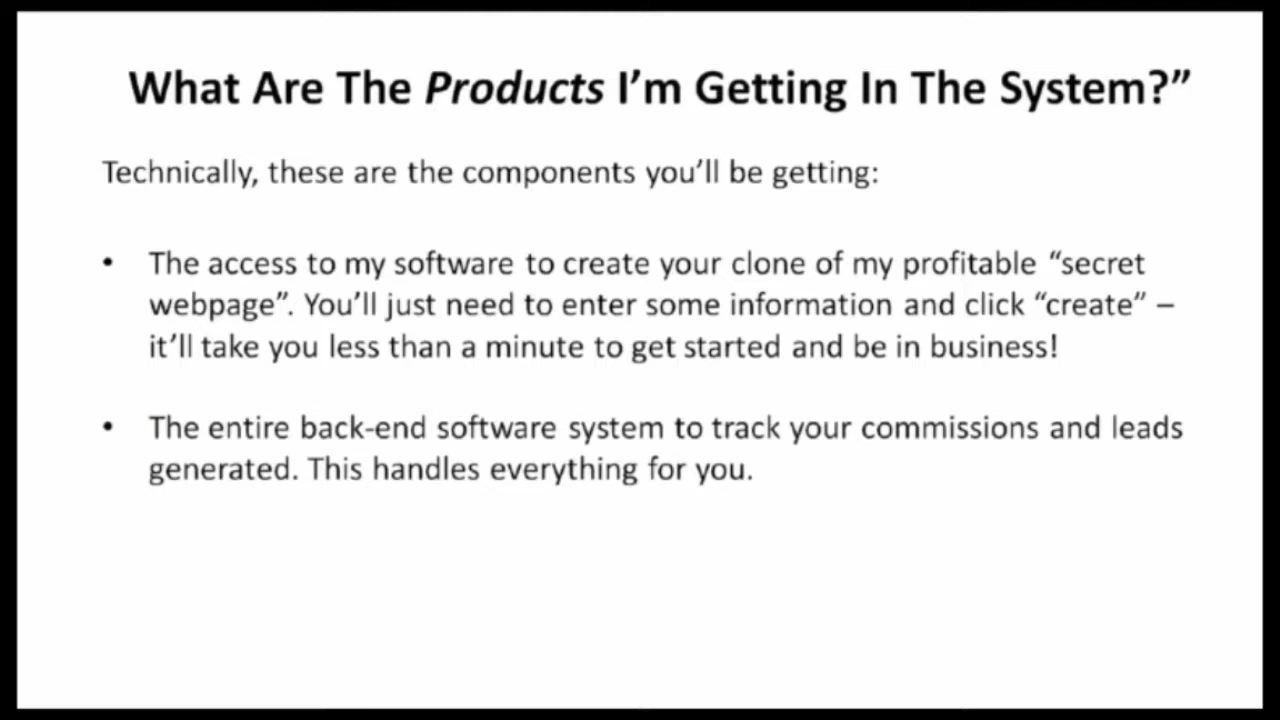 What Are The Products I’m Getting In The System?”
Technically, these are the components you’ll be getting:
• The access to my software to create your clone of my profitable “secret
webpage”. You’ll just need to enter some information and click “create” –
it’ll take you less than a minute to get started and be in business!
• The entire back-end software system to track your commissions and leads
generated. This handles everything for you.